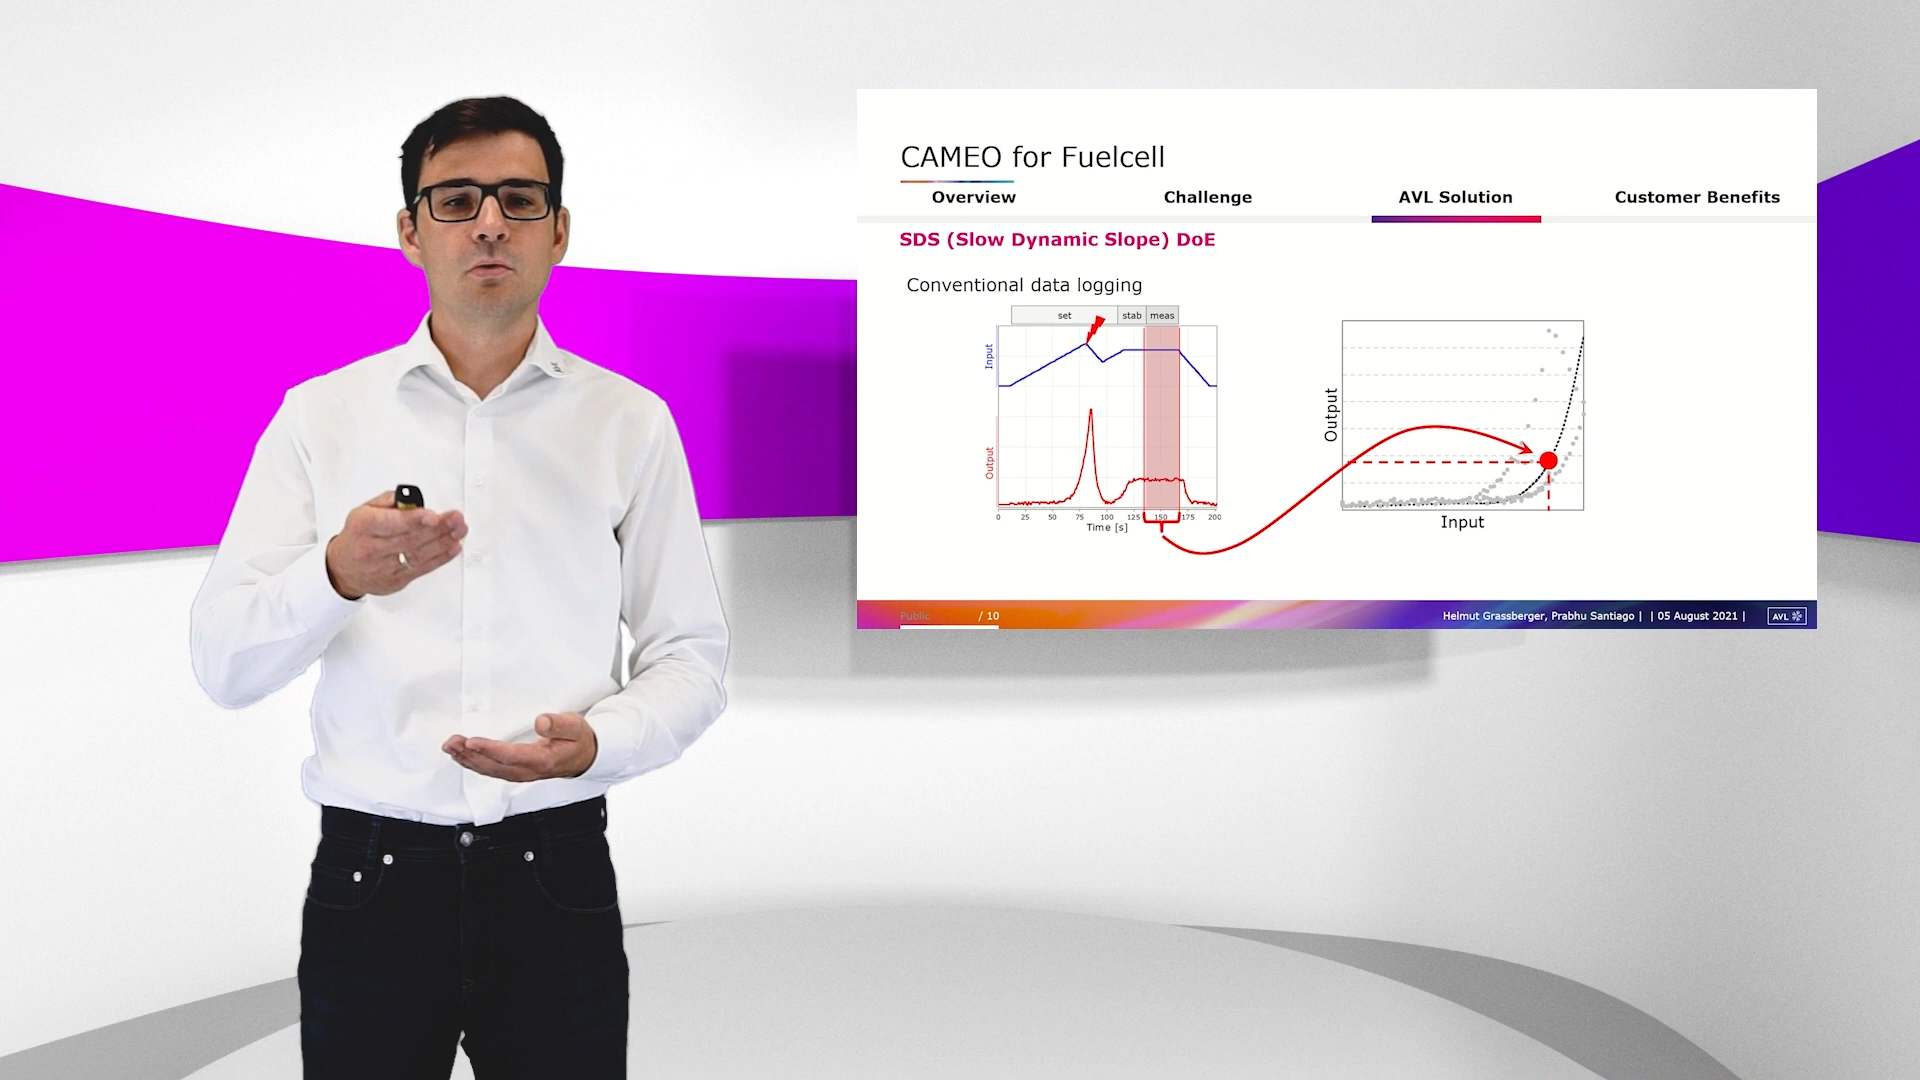 CAMEO for Fuelcell
Overview Challenge AVL Solution Customer Benefits
SDS (Slow Dynamic Slope) DoE
Conventional data logging
set stab meas
Input
Output
0 25 50 75 100 125 150 175 200
Time [s]
Output
Input
Public / 10 Helmut Grassberger, Prabhu Santiago | | 05 August 2021 | AVL